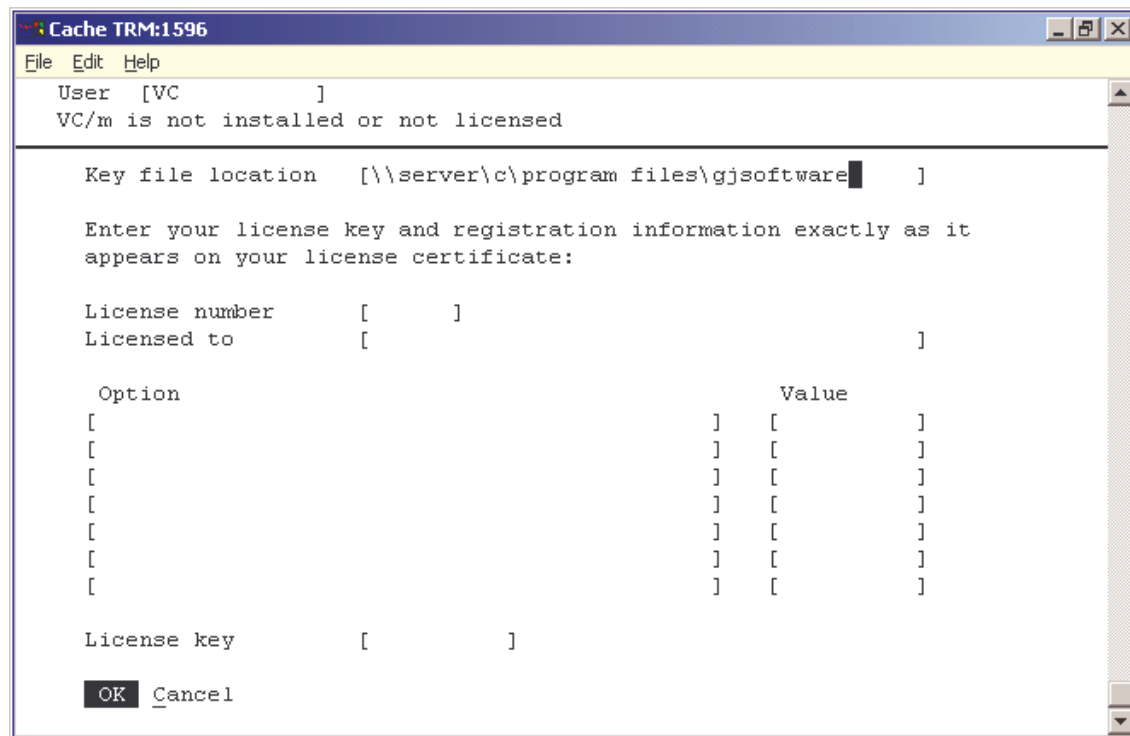 Cache TRM:1596
File Edit Help
User [VC ]
VC/m is not installed or not licensed
Key file location [\\server\c\program files\gjsoftware ]
Enter your license key and registration information exactly as it
appears on your license certificate:
License number [ ]
Licensed to [ ]
Option Value
[ ] [ ]
[ ] [ ]
[ ] [ ]
[ ] [ ]
[ ] [ ]
[ ] [ ]
[ ] [ ]
License key [ ]
OK Cancel